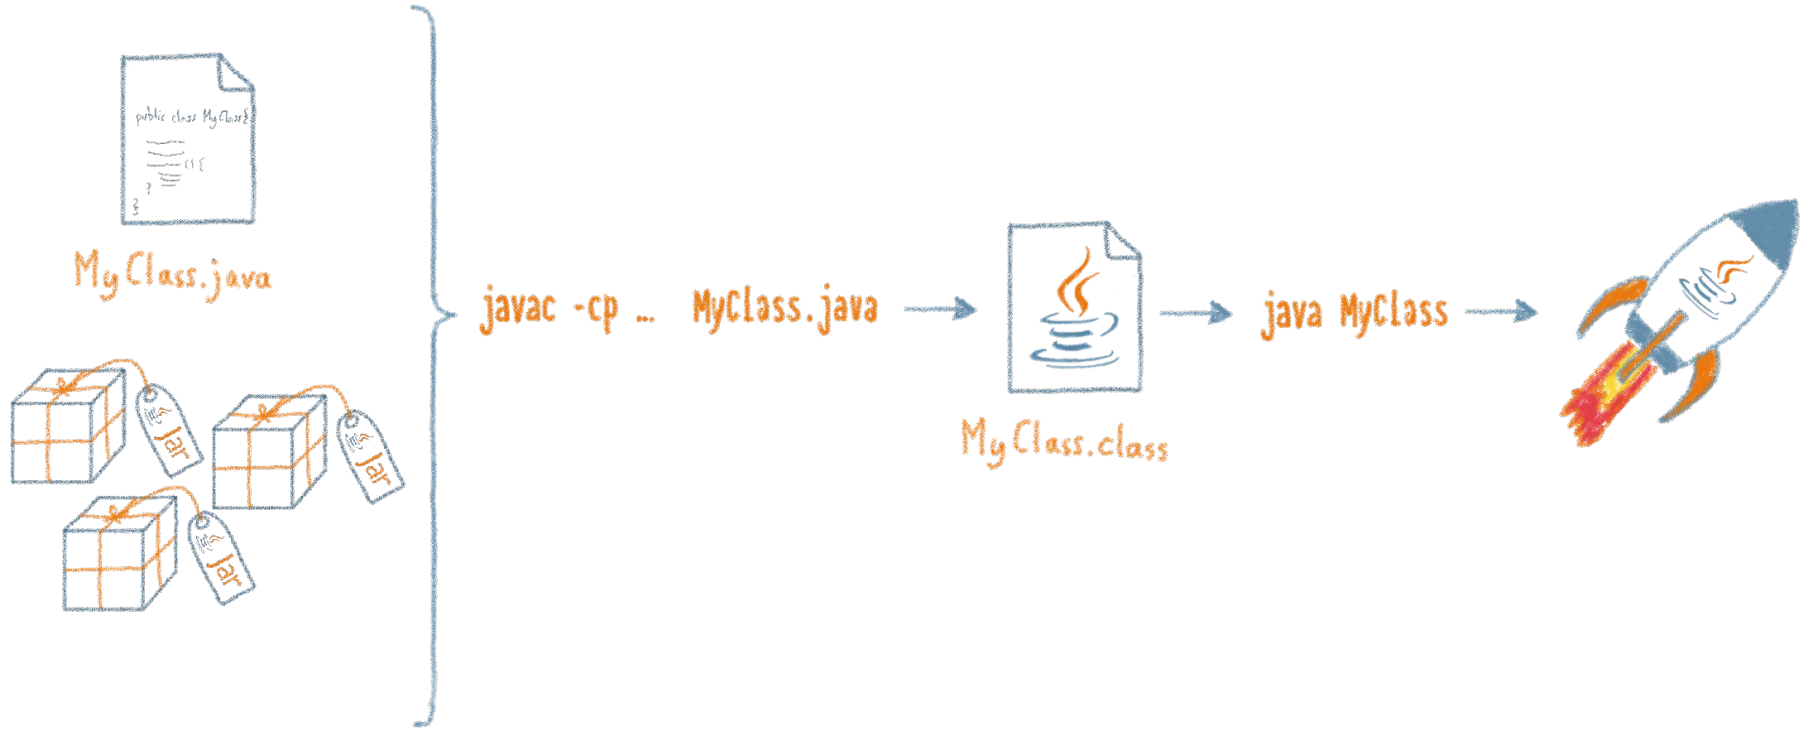 public class MyClass{
() {
}
}
MyClass.java
Jar
Jar
Jar
javac -cp ... MyClass.java
MyClass.class
java MyClass